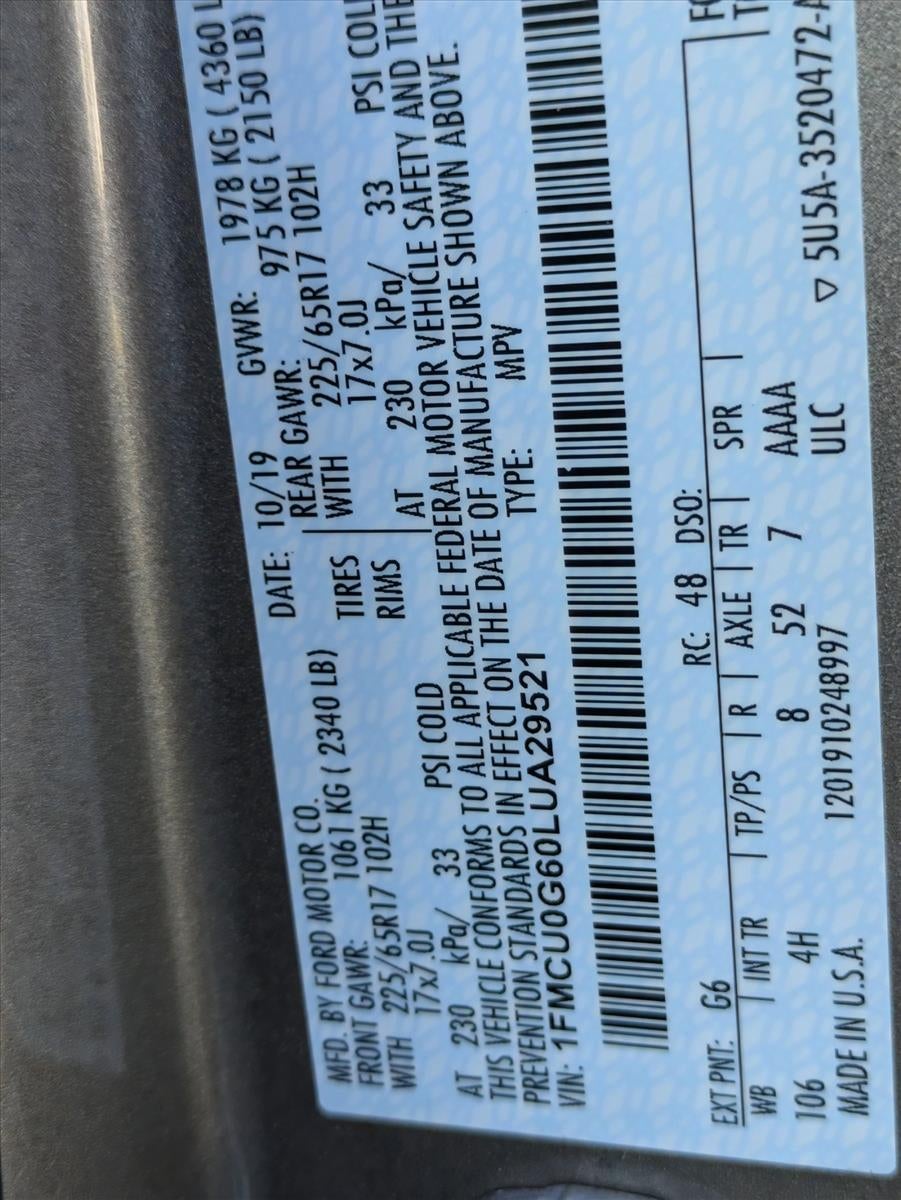 MFD. BY FORD MOTOR CO. DATE: 10/19 GVWR: 1978 KG ( 4360 L
FRONT GAWR: 1061 KG ( 2340 LB) REAR GAWR: 975 KG ( 2150 LB)
WITH 225/65R17 102H TIRES WITH 225/65R17 102H
17x7.0J RIMS 17x7.0J
AT 230 kPa/ 33 PSI COLD AT 230 kPa/ 33 PSI COL
THIS VEHICLE CONFORMS TO ALL APPLICABLE FEDERAL MOTOR VEHICLE SAFETY AND THE
PREVENTION STANDARDS IN EFFECT ON THE DATE OF MANUFACTURE SHOWN ABOVE.
VIN: 1FMCU0G60LUA29521 TYPE: MPV
EXT PNT: G6 RC: 48 DSO:
WB INT TR TP/PS R AXLE TR SPR
106 4H 8 52 7 AAAA
MADE IN U.S.A. 1201910248997 ULC
▽ 5U5A-3520472-A